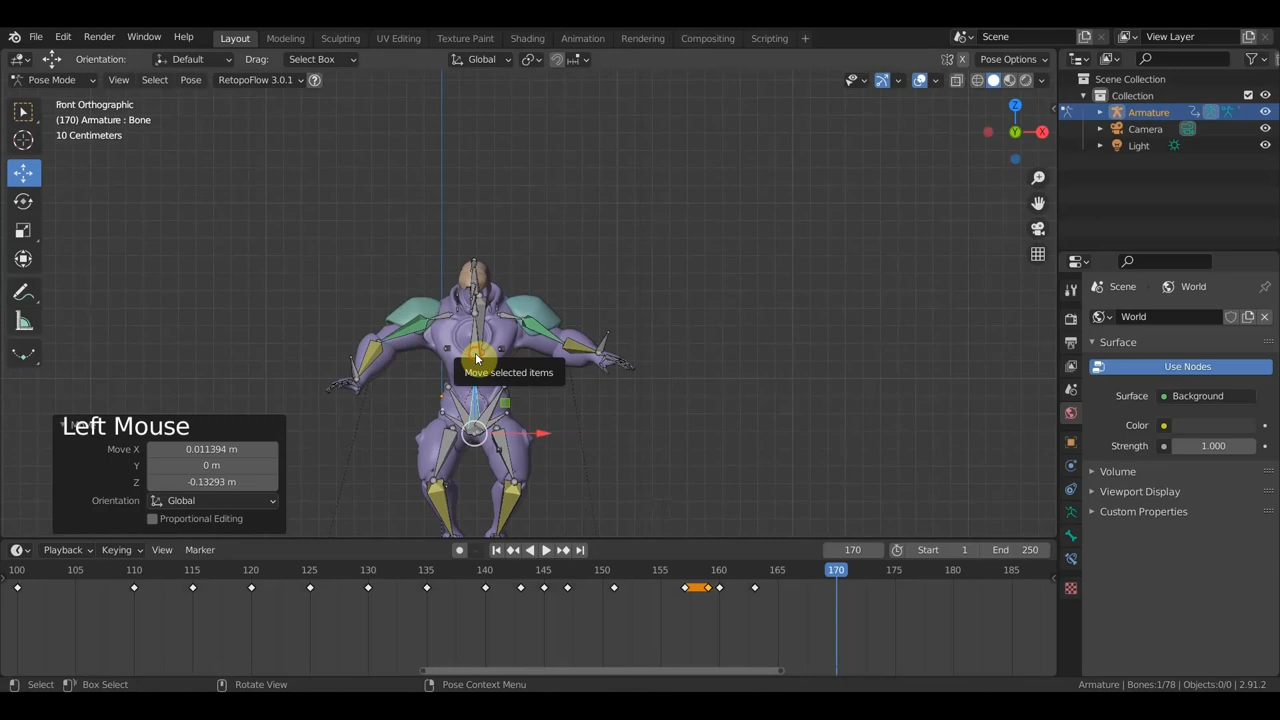 File Edit Render Window Help Layout Modeling Sculpting UV Editing Texture Paint Shading Animation Rendering Compositing Scripting + Scene View Layer
Orientation: Default Drag: Select Box Global X Pose Options
Pose Mode View Select Pose RetopoFlow 3.0.1 ?
Front Orthographic
(170) Armature : Bone
10 Centimeters
Z
Y
X
Move selected items
Left Mouse
Move X 0.011394 m
Y 0 m
Z -0.13293 m
Orientation Global
Proportional Editing
Scene Collection
Collection
Armature
Camera
Light
Scene World
World
Surface
Use Nodes
Surface Background
Color
Strength 1.000
Volume
Viewport Display
Custom Properties
Playback Keying View Marker 170 Start 1 End 250
100 105 110 115 120 125 130 135 140 145 150 155 160 165 170 175 180 185
Select Box Select Rotate View Pose Context Menu Armature | Bones:1/78 | Objects:0/0 | 2.91.2